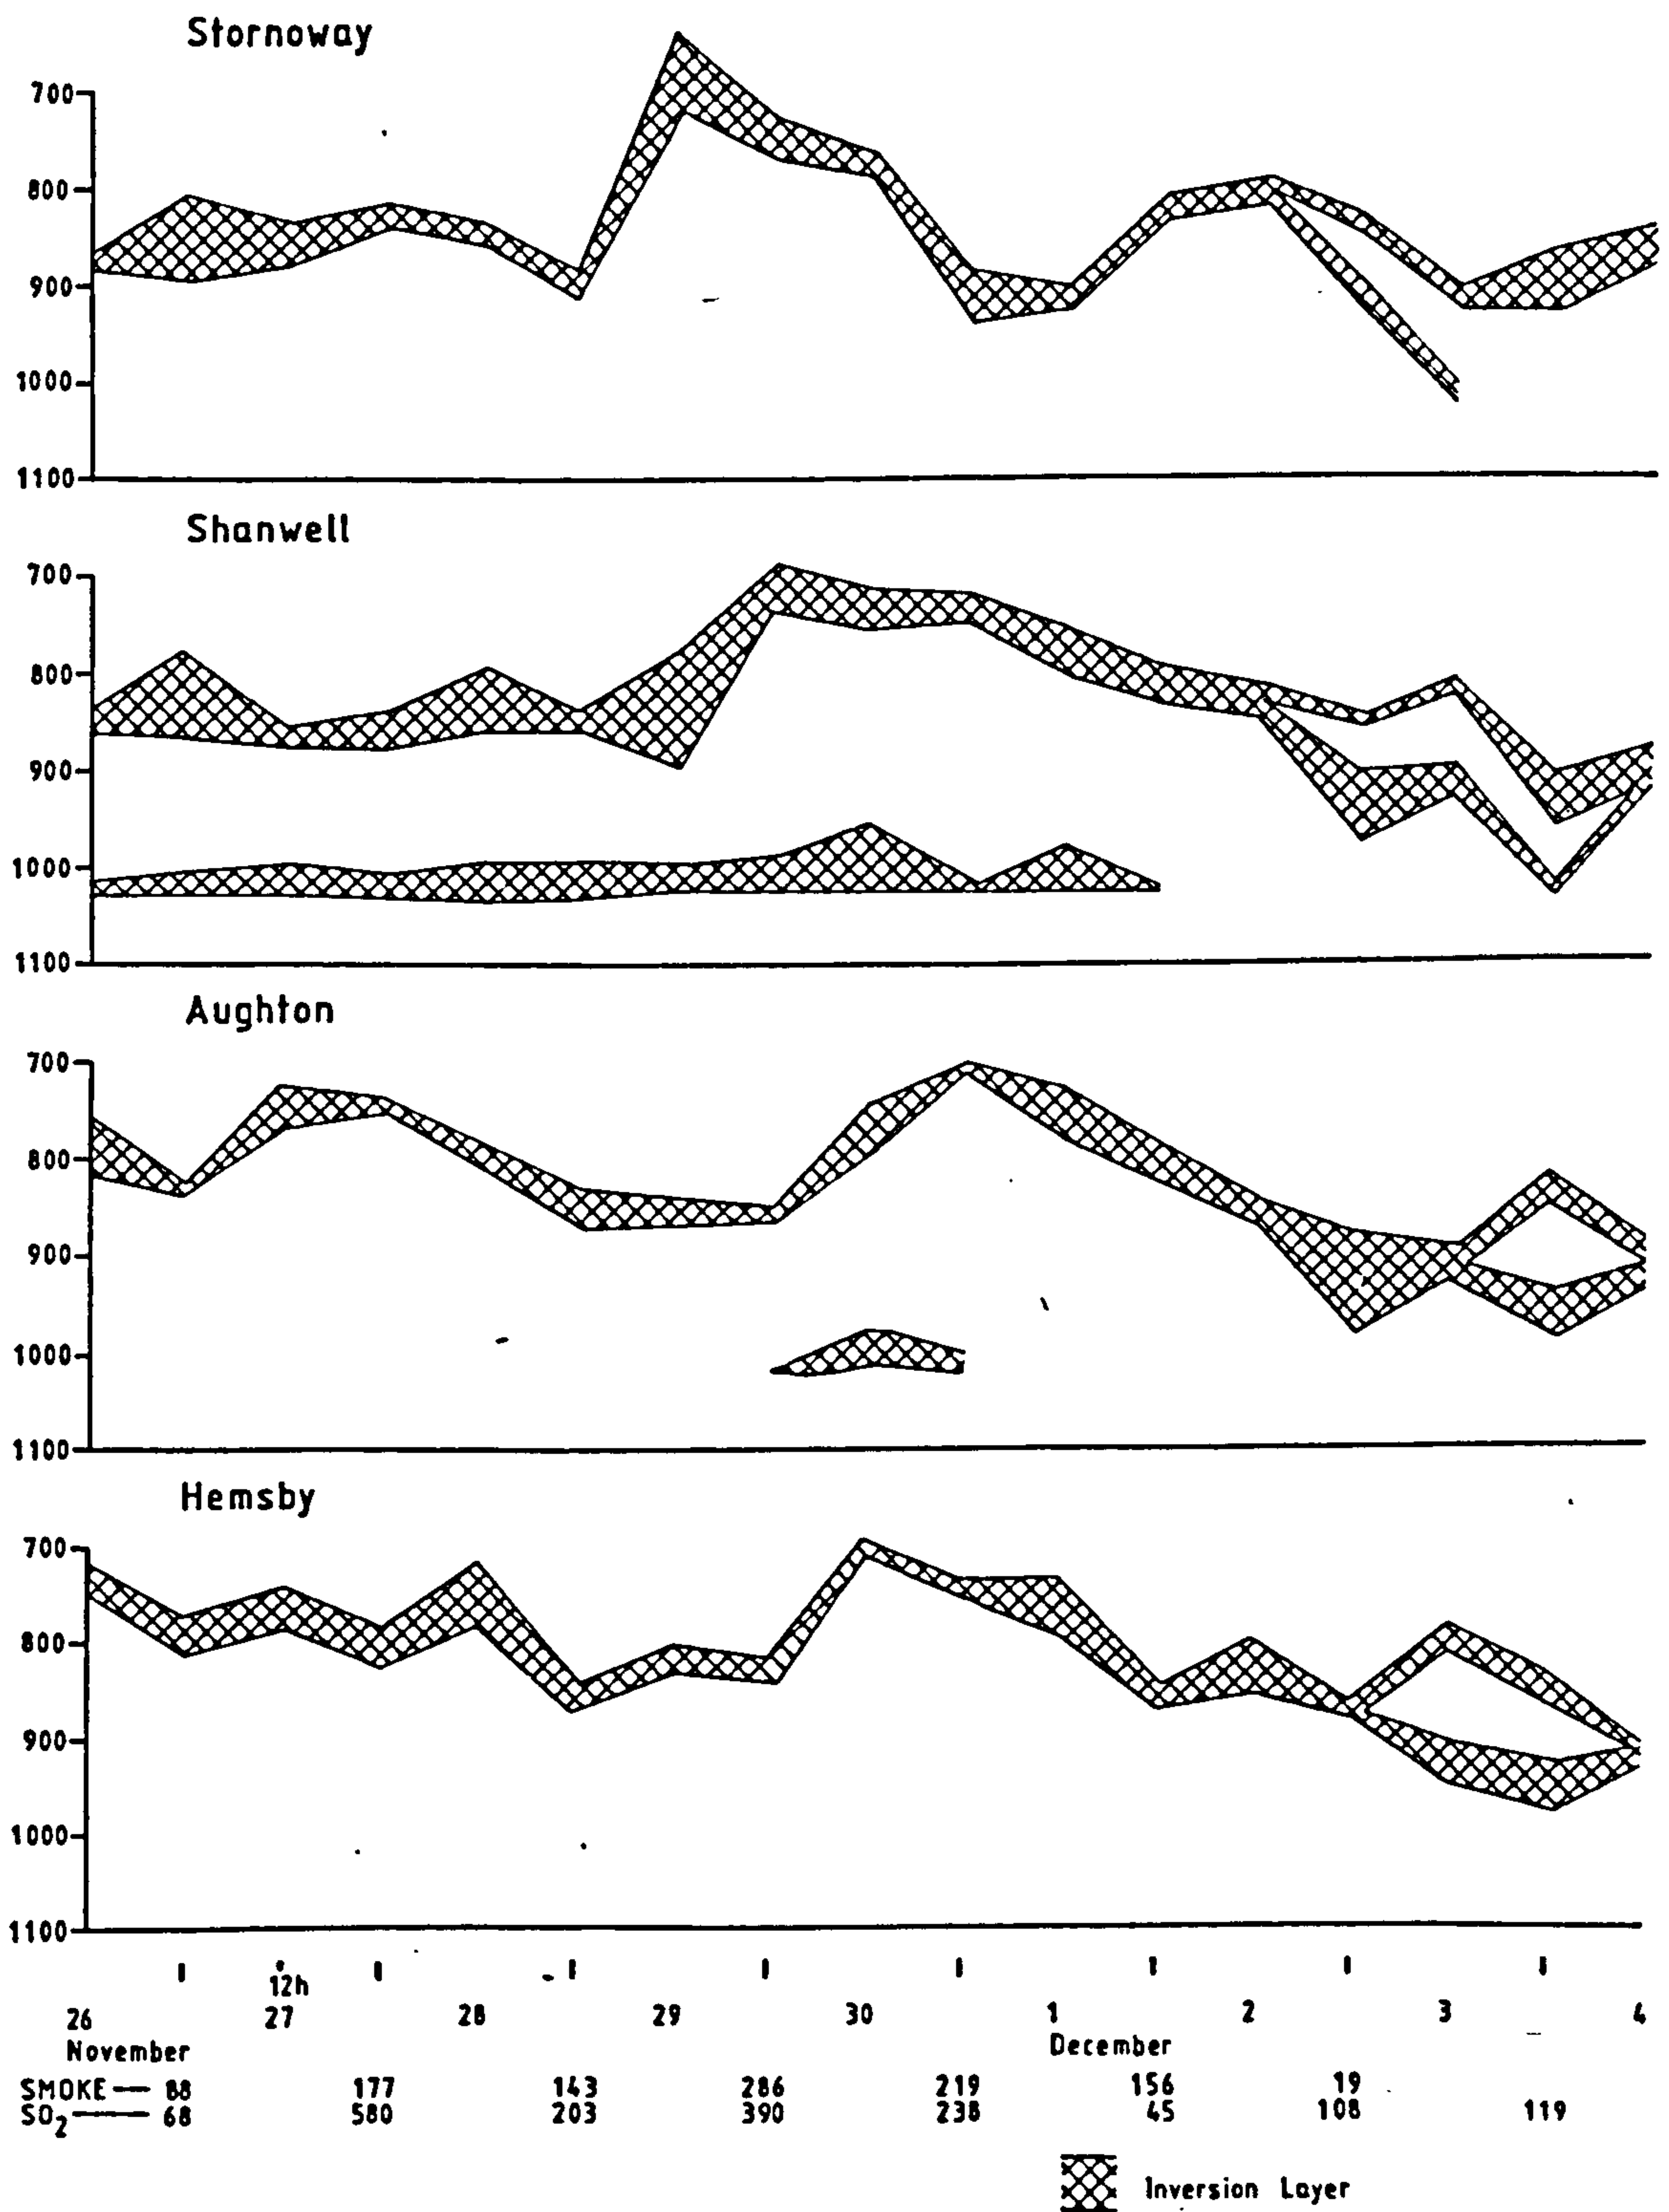 Stornoway
700
800
900
1000
1100
Shanwell
700
800
900
1000
1100
Aughton
700
800
900
1000
1100
Hemsby
700
800
900
1000
1100
12h
26 27 28 29 30 1 2 3 4
November December
SMOKE — 88 177 143 286 219 156 19
SO₂ — 68 580 203 390 238 45 108 119
Inversion Layer